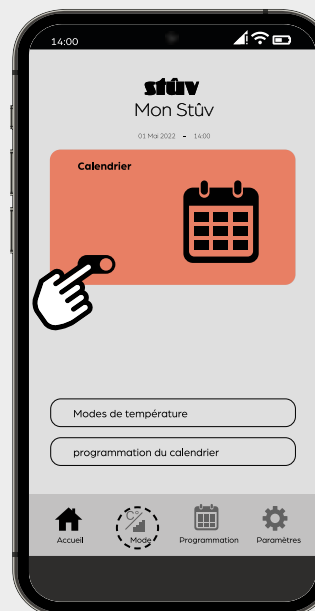 14:00
stûv
Mon Stûv
01 Mai 2022 - 14:00
Calendrier
Modes de température
programmation du calendrier
C°
Accueil
Mode
Programmation
Paramètres